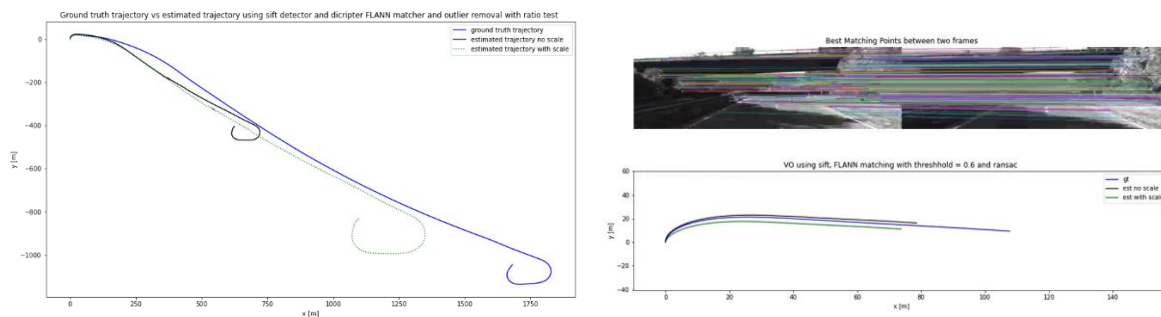 Ground truth trajectory vs estimated trajectory using sift detector and dicripter FLANN matcher and outlier removal with ratio test
ground truth trajectory
estimated trajectory no scale
estimated trajectory with scale
0
−200
−400
−600
−800
−1000
y [m]
0 250 500 750 1000 1250 1500 1750
x [m]
Best Matching Points between two frames
VO using sift, FLANN matching with threshhold = 0.6 and ransac
gt
est no scale
est with scale
60
40
20
0
−20
−40
y [m]
0 20 40 60 80 100 120 140
x [m]